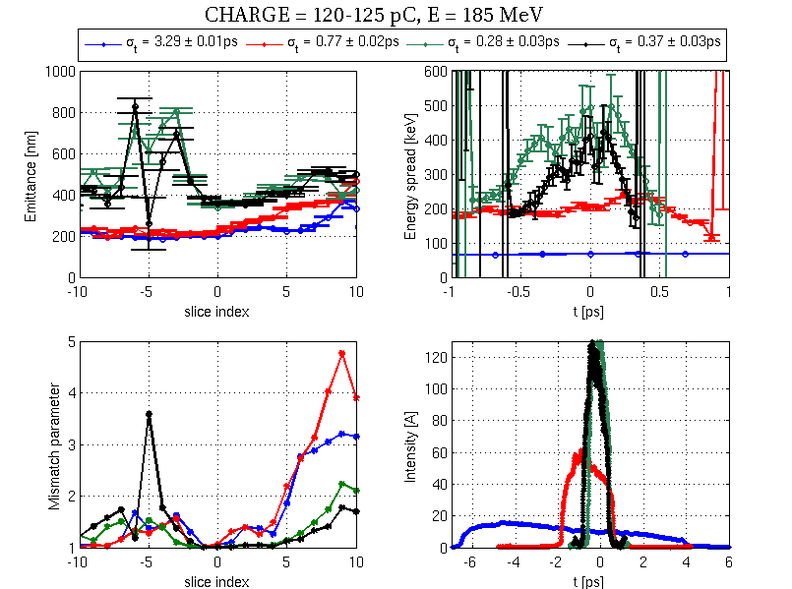 CHARGE = 120-125 pC, E = 185 MeV
σt = 3.29 ± 0.01ps σt = 0.77 ± 0.02ps σt = 0.28 ± 0.03ps σt = 0.37 ± 0.03ps
1000
800
600
400
200
0
Emittance [nm]
-10 -5 0 5 10
slice index
600
500
400
300
200
100
0
Energy spread [keV]
-1 -0.5 0 0.5 1
t [ps]
5
4
3
2
1
Mismatch parameter
-10 -5 0 5 10
slice index
120
100
80
60
40
20
0
Intensity [A]
-6 -4 -2 0 2 4 6
t [ps]